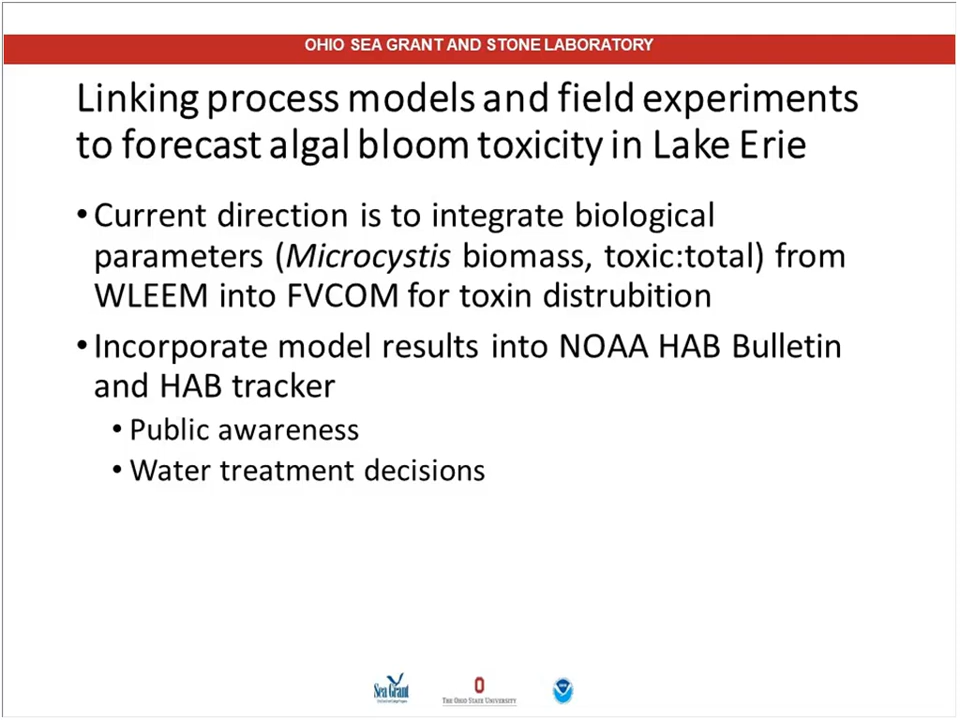 OHIO SEA GRANT AND STONE LABORATORY
Linking process models and field experiments
to forecast algal bloom toxicity in Lake Erie
• Current direction is to integrate biological
parameters (Microcystis biomass, toxic:total) from
WLEEM into FVCOM for toxin distrubition
• Incorporate model results into NOAA HAB Bulletin
and HAB tracker
• Public awareness
• Water treatment decisions
Sea Grant
THE OHIO STATE UNIVERSITY